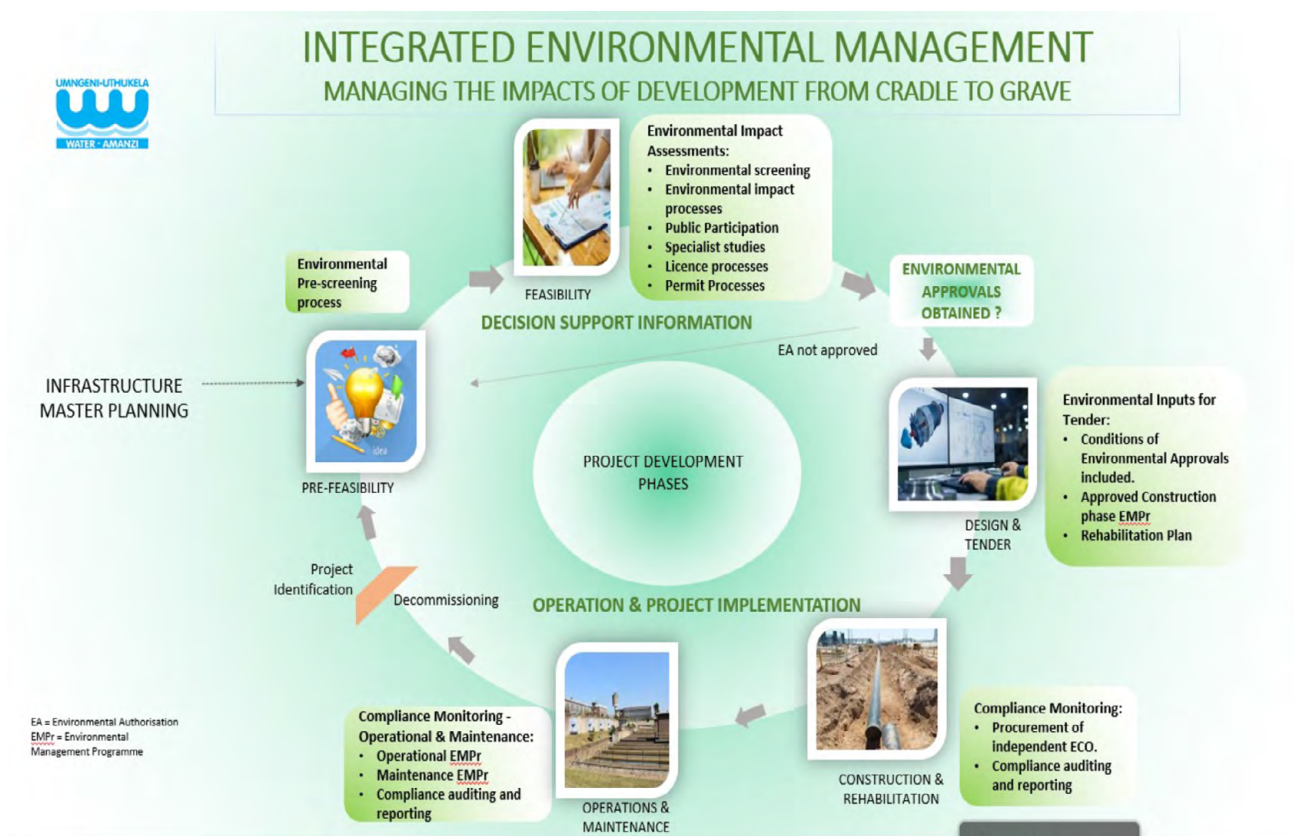 INTEGRATED ENVIRONMENTAL MANAGEMENT
MANAGING THE IMPACTS OF DEVELOPMENT FROM CRADLE TO GRAVE
UMNGENI-UTHUKELA
WATER • AMANZI
Environmental Impact
Assessments:
• Environmental screening
• Environmental impact
processes
• Public Participation
• Specialist studies
• Licence processes
• Permit Processes
Environmental
Pre-screening
process
FEASIBILITY
ENVIRONMENTAL
APPROVALS
OBTAINED ?
DECISION SUPPORT INFORMATION
EA not approved
INFRASTRUCTURE
MASTER PLANNING
idea
PRE-FEASIBILITY
PROJECT DEVELOPMENT
PHASES
Environmental Inputs for
Tender:
• Conditions of
Environmental Approvals
included.
• Approved Construction
phase EMPr
• Rehabilitation Plan
DESIGN &
TENDER
Project
Identification
Decommissioning
OPERATION & PROJECT IMPLEMENTATION
Compliance Monitoring:
• Procurement of
independent ECO.
• Compliance auditing
and reporting
CONSTRUCTION &
REHABILITATION
Compliance Monitoring -
Operational & Maintenance:
• Operational EMPr
• Maintenance EMPr
• Compliance auditing and
reporting
OPERATIONS &
MAINTENANCE
EA = Environmental Authorisation
EMPr = Environmental
Management Programme